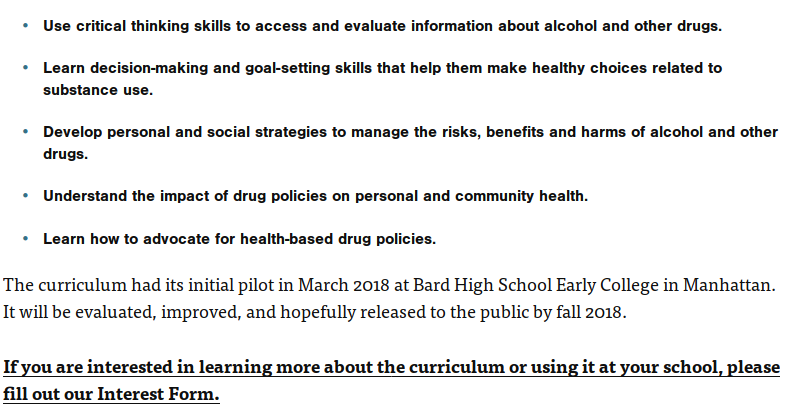 • Use critical thinking skills to access and evaluate information about alcohol and other drugs.
• Learn decision-making and goal-setting skills that help them make healthy choices related to
substance use.
• Develop personal and social strategies to manage the risks, benefits and harms of alcohol and other
drugs.
• Understand the impact of drug policies on personal and community health.
• Learn how to advocate for health-based drug policies.
The curriculum had its initial pilot in March 2018 at Bard High School Early College in Manhattan.
It will be evaluated, improved, and hopefully released to the public by fall 2018.
If you are interested in learning more about the curriculum or using it at your school, please
fill out our Interest Form.